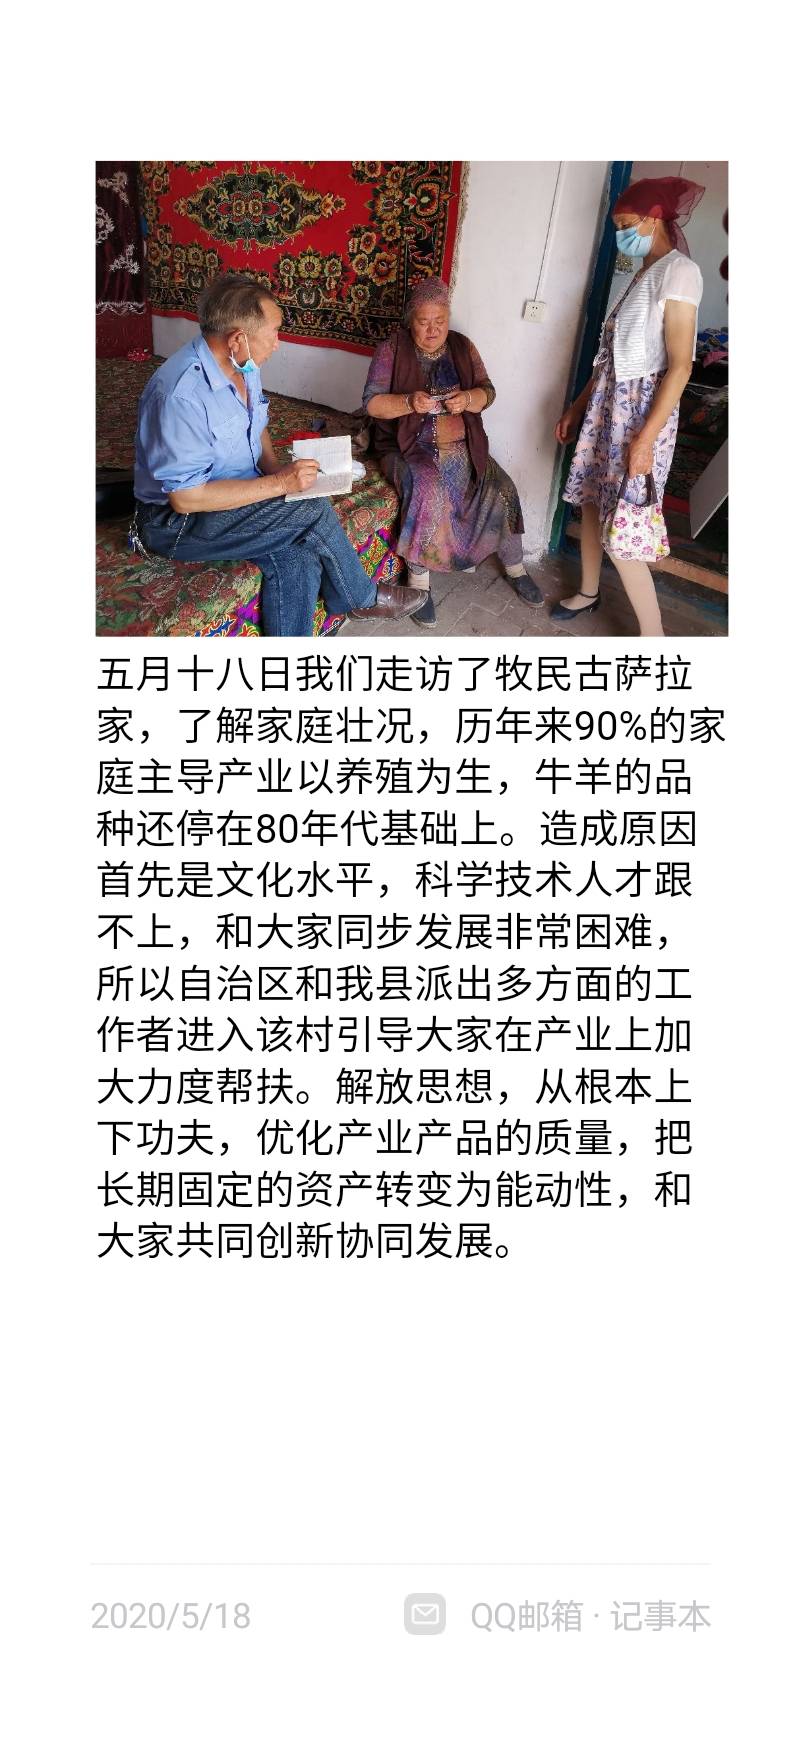 五月十八日我们走访了牧民古萨拉
家，了解家庭壮况，历年来90%的家
庭主导产业以养殖为生，牛羊的品
种还停在80年代基础上。造成原因
首先是文化水平，科学技术人才跟
不上，和大家同步发展非常困难，
所以自治区和我县派出多方面的工
作者进入该村引导大家在产业上加
大力度帮扶。解放思想，从根本上
下功夫，优化产业产品的质量，把
长期固定的资产转变为能动性，和
大家共同创新协同发展。
2020/5/18
QQ邮箱 · 记事本